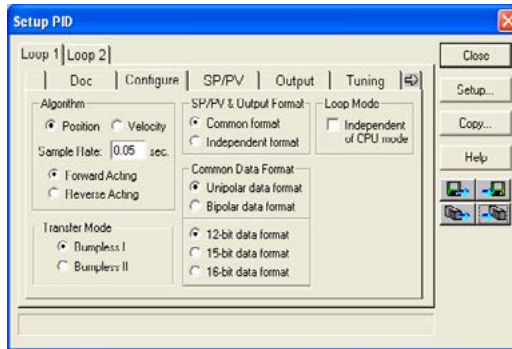 Setup PID
Loop 1 Loop 2
Doc Configure SP/PV Output Tuning
Algorithm
Position Velocity
Sample Rate: 0.05 sec.
Forward Acting
Reverse Acting
Transfer Mode
Bumpless I
Bumpless II
SP/PV & Output Format
Common format
Independent format
Common Data Format
Unipolar data format
Bipolar data format
12-bit data format
15-bit data format
16-bit data format
Loop Mode
Independent
of CPU mode
Close
Setup...
Copy...
Help